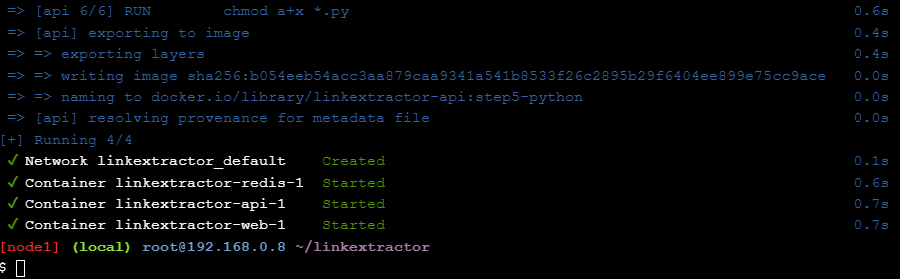 => [api 6/6] RUN chmod a+x *.py 0.6s
=> [api] exporting to image 0.4s
=> => exporting layers 0.4s
=> => writing image sha256:b054eeb54acc3aa879caa9341a541b8533f26c2895b29f6404ee899e75cc9ace 0.0s
=> => naming to docker.io/library/linkextractor-api:step5-python 0.0s
=> [api] resolving provenance for metadata file 0.0s
[+] Running 4/4
✓ Network linkextractor_default Created 0.1s
✓ Container linkextractor-redis-1 Started 0.6s
✓ Container linkextractor-api-1 Started 0.7s
✓ Container linkextractor-web-1 Started 0.7s
[node1] (local) root@192.168.0.8 ~/linkextractor
$